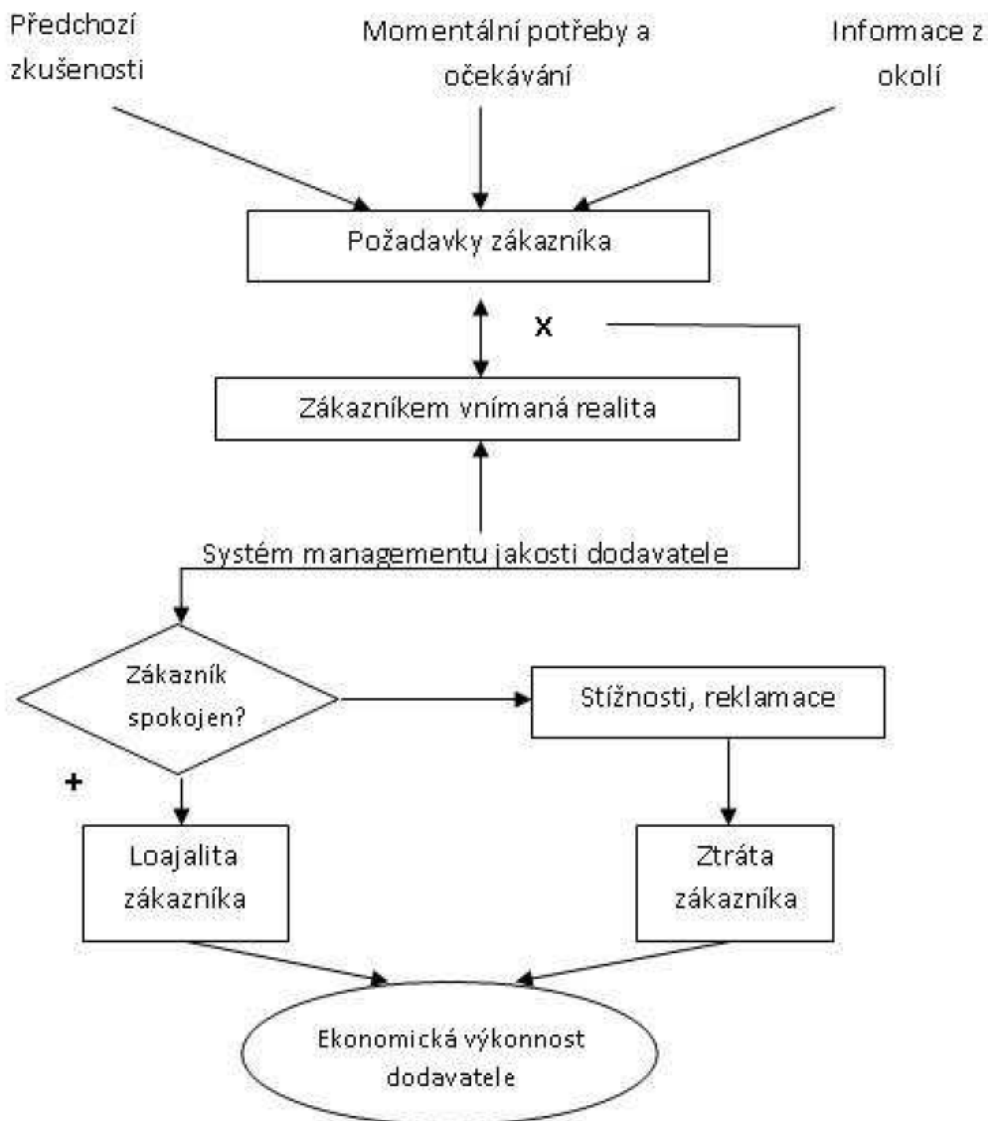 Předchozí
zkušenosti
Momentální potřeby a
očekávání
Informace z
okolí
Požadavky zákazníka
X
Zákazníkem vnímaná realita
Systém managementu jakosti dodavatele
Zákazník
spokojen?
Stížnosti, reklamace
+
Loajalita
zákazníka
Ztráta
zákazníka
Ekonomická výkonnost
dodavatele